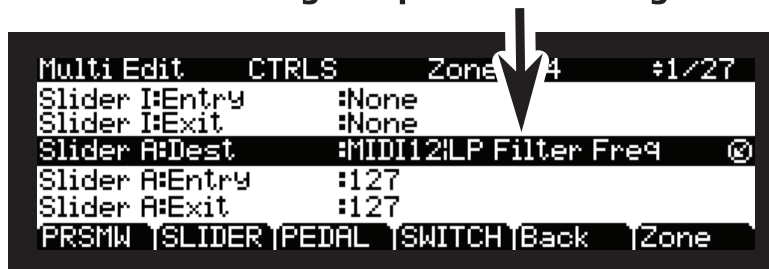 Multi Edit CTRLS Zone 4 1/27
Slider I:Entry :None
Slider I:Exit :None
Slider A:Dest :MIDI12:LP Filter Freq
Slider A:Entry :127
Slider A:Exit :127
PRSMW SLIDER PEDAL SWITCH Back Zone